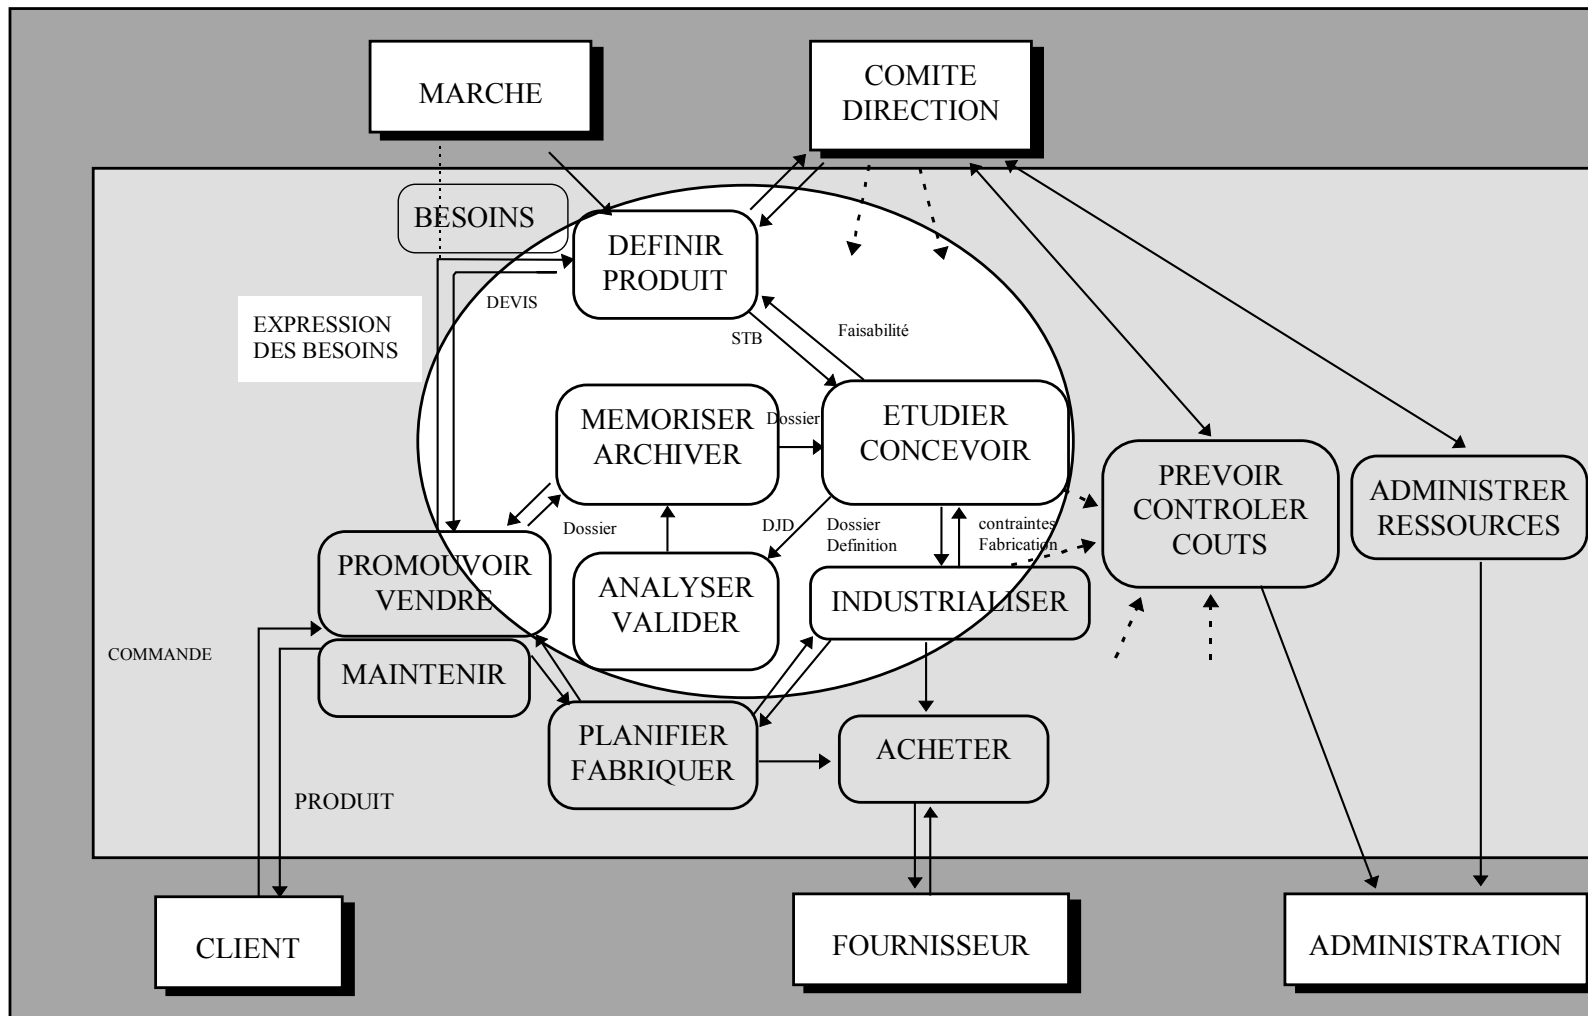 MARCHE
COMITE
DIRECTION
BESOINS
DEFINIR
PRODUIT
DEVIS
EXPRESSION
DES BESOINS
STB
Faisabilité
MEMORISER
ARCHIVER
Dossier
ETUDIER
CONCEVOIR
PREVOIR
CONTROLER
COUTS
ADMINISTRER
RESSOURCES
Dossier
DJD
Dossier
Definition
contraintes
Fabrication
PROMOUVOIR
VENDRE
ANALYSER
VALIDER
INDUSTRIALISER
COMMANDE
MAINTENIR
PLANIFIER
FABRIQUER
ACHETER
PRODUIT
CLIENT
FOURNISSEUR
ADMINISTRATION